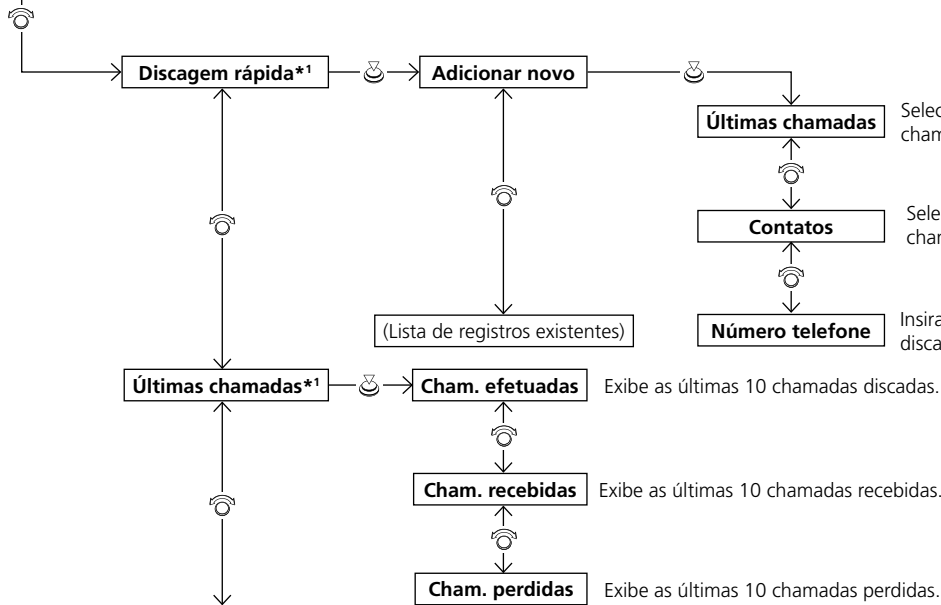 Discagem rápida*1
Adicionar novo
Últimas chamadas
Contatos
Número telefone
Insira
(Lista de registros existentes)
Últimas chamadas*1
Cham. efetuadas
Exibe as últimas 10 chamadas discadas.
Cham. recebidas
Exibe as últimas 10 chamadas recebidas.
Cham. perdidas
Exibe as últimas 10 chamadas perdidas.